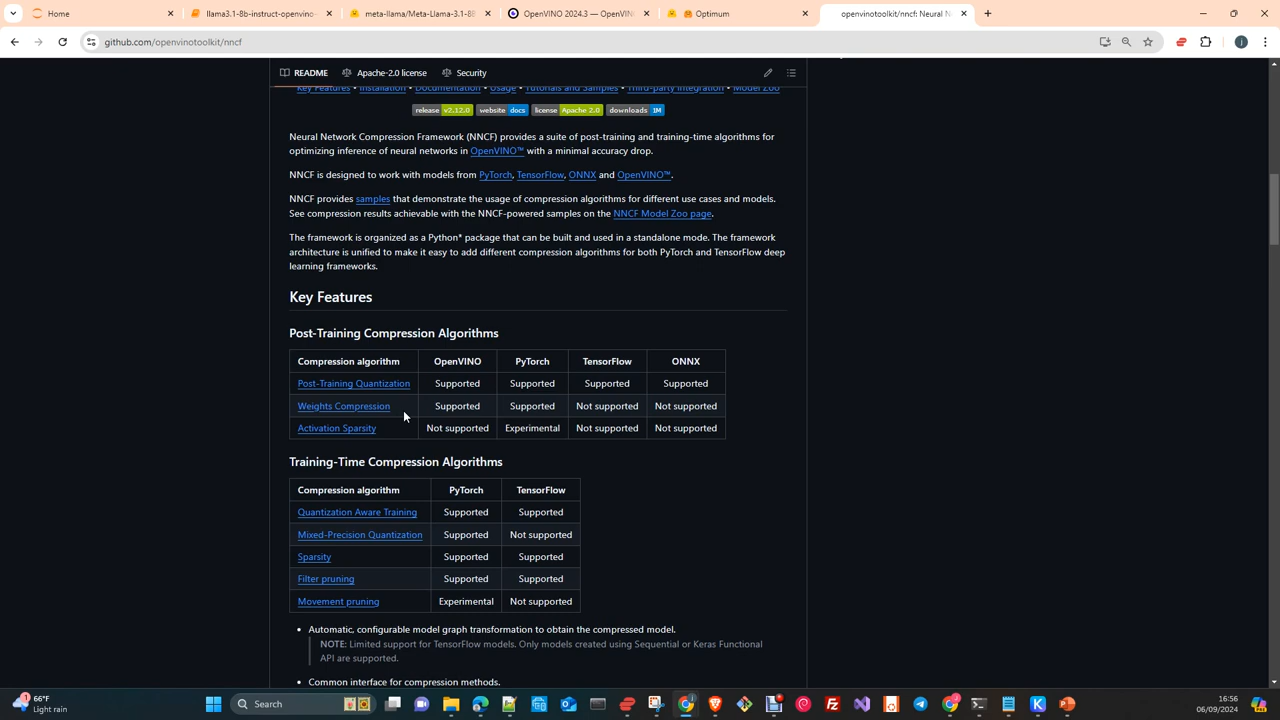 Home
llama3.1-8b-instruct-openvino-
meta-llama/Meta-Llama-3.1-8B
OpenVINO 2024.3 — OpenVIN
Optimum
openvinotoolkit/nncf: Neural N
github.com/openvinotoolkit/nncf
README
Apache-2.0 license
Security
Key Features • Installation • Documentation • Usage • Tutorials and Samples • Third-party integration • Model Zoo
release v2.12.0 website docs license Apache 2.0 downloads 1M
Neural Network Compression Framework (NNCF) provides a suite of post-training and training-time algorithms for
optimizing inference of neural networks in OpenVINO™ with a minimal accuracy drop.
NNCF is designed to work with models from PyTorch, TensorFlow, ONNX and OpenVINO™.
NNCF provides samples that demonstrate the usage of compression algorithms for different use cases and models.
See compression results achievable with the NNCF-powered samples on the NNCF Model Zoo page.
The framework is organized as a Python* package that can be built and used in a standalone mode. The framework
architecture is unified to make it easy to add different compression algorithms for both PyTorch and TensorFlow deep
learning frameworks.
Key Features
Post-Training Compression Algorithms
Compression algorithm OpenVINO PyTorch TensorFlow ONNX
Post-Training Quantization Supported Supported Supported Supported
Weights Compression Supported Supported Not supported Not supported
Activation Sparsity Not supported Experimental Not supported Not supported
Training-Time Compression Algorithms
Compression algorithm PyTorch TensorFlow
Quantization Aware Training Supported Supported
Mixed-Precision Quantization Supported Not supported
Sparsity Supported Supported
Filter pruning Supported Supported
Movement pruning Experimental Not supported
• Automatic, configurable model graph transformation to obtain the compressed model.
NOTE: Limited support for TensorFlow models. Only models created using Sequential or Keras Functional
API are supported.
• Common interface for compression methods.
66°F
Light rain
Search
16:56
06/09/2024